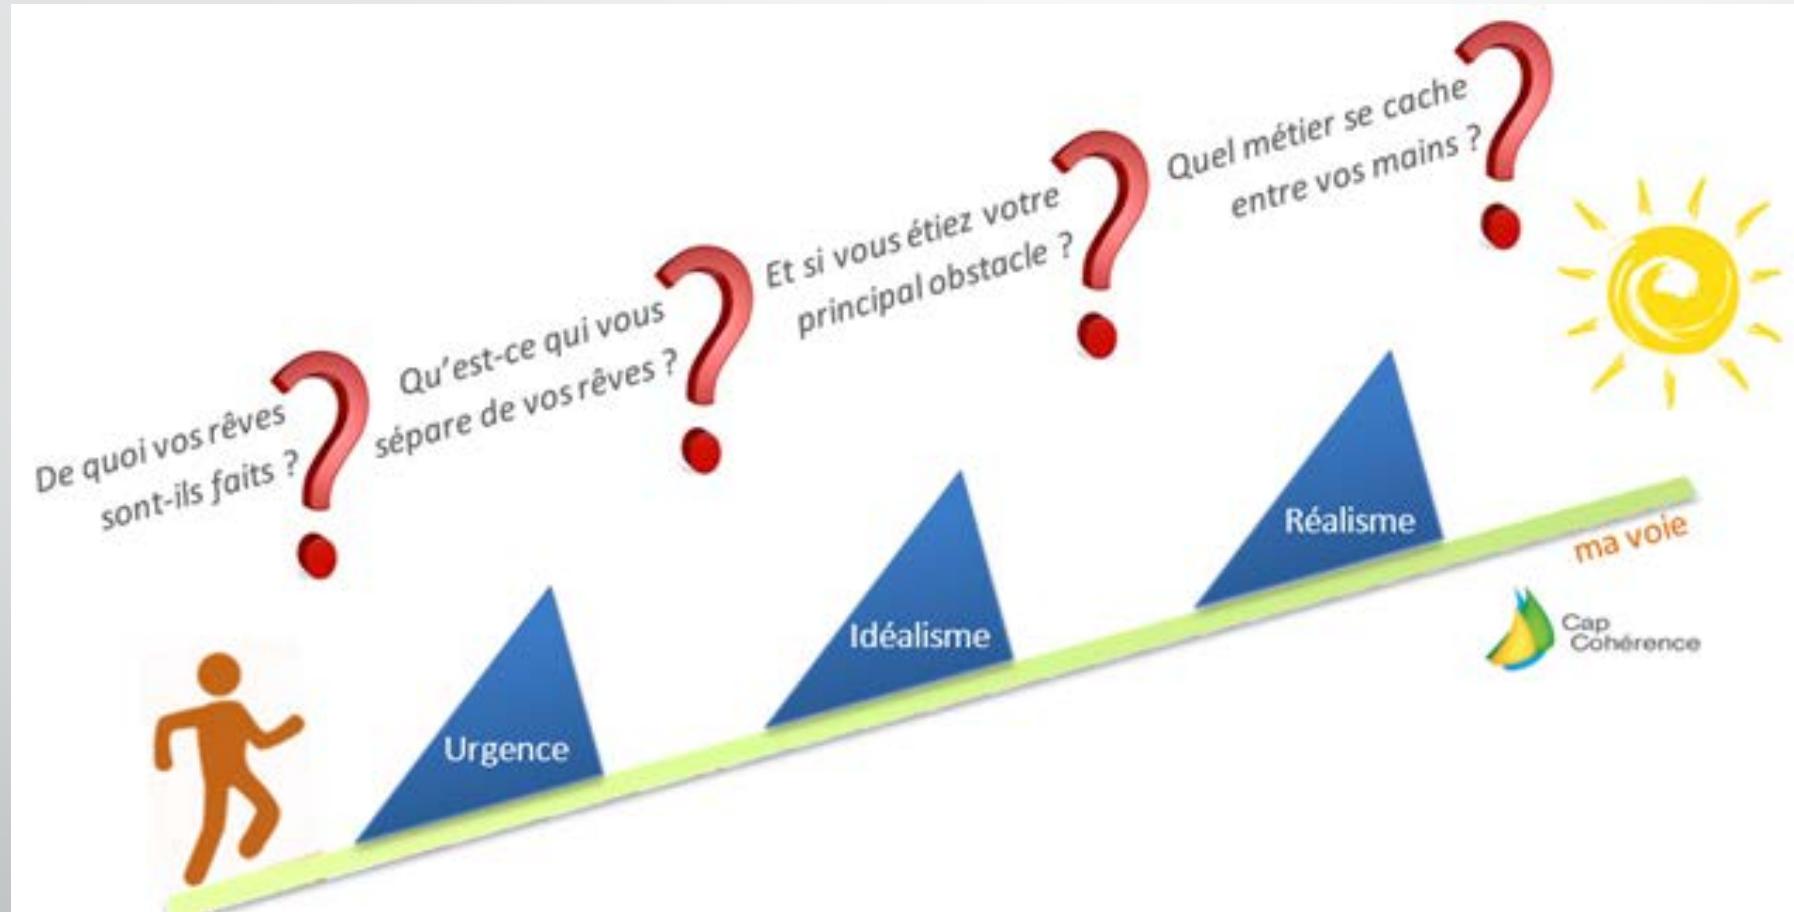 De quoi vos rêves
sont-ils faits ?
Qu'est-ce qui vous
sépare de vos rêves ?
Et si vous étiez votre
principal obstacle ?
Quel métier se cache
entre vos mains ?
Urgence
Idéalisme
Réalisme
ma voie
Cap
Cohérence